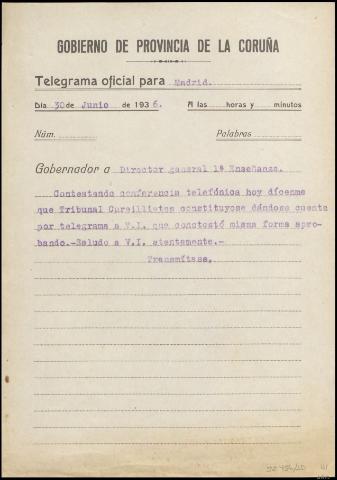 GOBIERNO DE PROVINCIA DE LA CORUÑA
Telegrama oficial para Madrid.
Día 30 de Junio de 1936. A las horas y minutos
Núm. Palabras
Gobernador a Director general 1ª Enseñanza.
Contestando conferencia telefónica hoy dícenme
que Tribunal Cursillistas constituyose dándose cuenta
por telegrama a V.I. que contestó misma forma apro-
bando.-Saludo a V.I. atentamente.-
Transmítase.